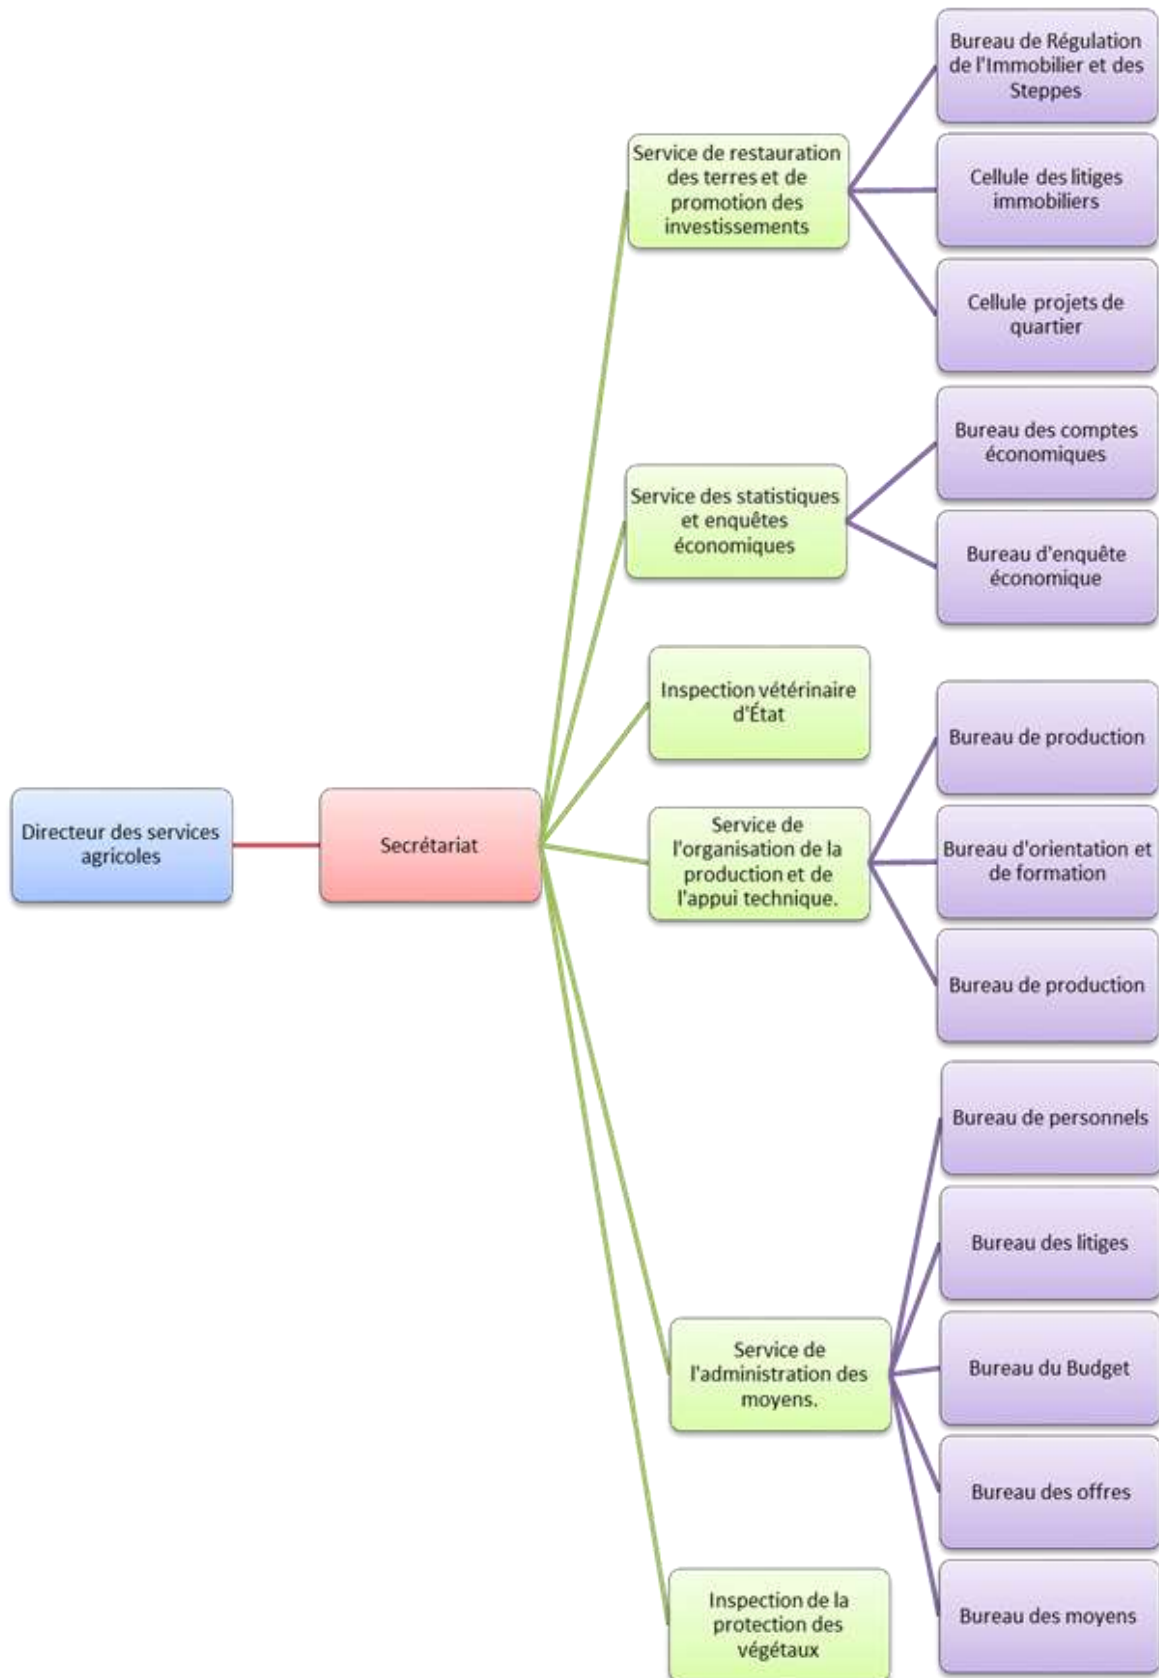 Directeur des services
agricoles
Secrétariat
Service de restauration
des terres et de
promotion des
investissements
Bureau de Régulation
de l'Immobilier et des
Steppes
Cellule des litiges
immobiliers
Cellule projets de
quartier
Service des statistiques
et enquêtes
économiques
Bureau des comptes
économiques
Bureau d'enquête
économique
Inspection vétérinaire
d'État
Service de
l'organisation de la
production et de
l'appui technique.
Bureau de production
Bureau d'orientation et
de formation
Bureau de production
Service de
l'administration des
moyens.
Bureau de personnels
Bureau des litiges
Bureau du Budget
Bureau des offres
Bureau des moyens
Inspection de la
protection des
végétaux